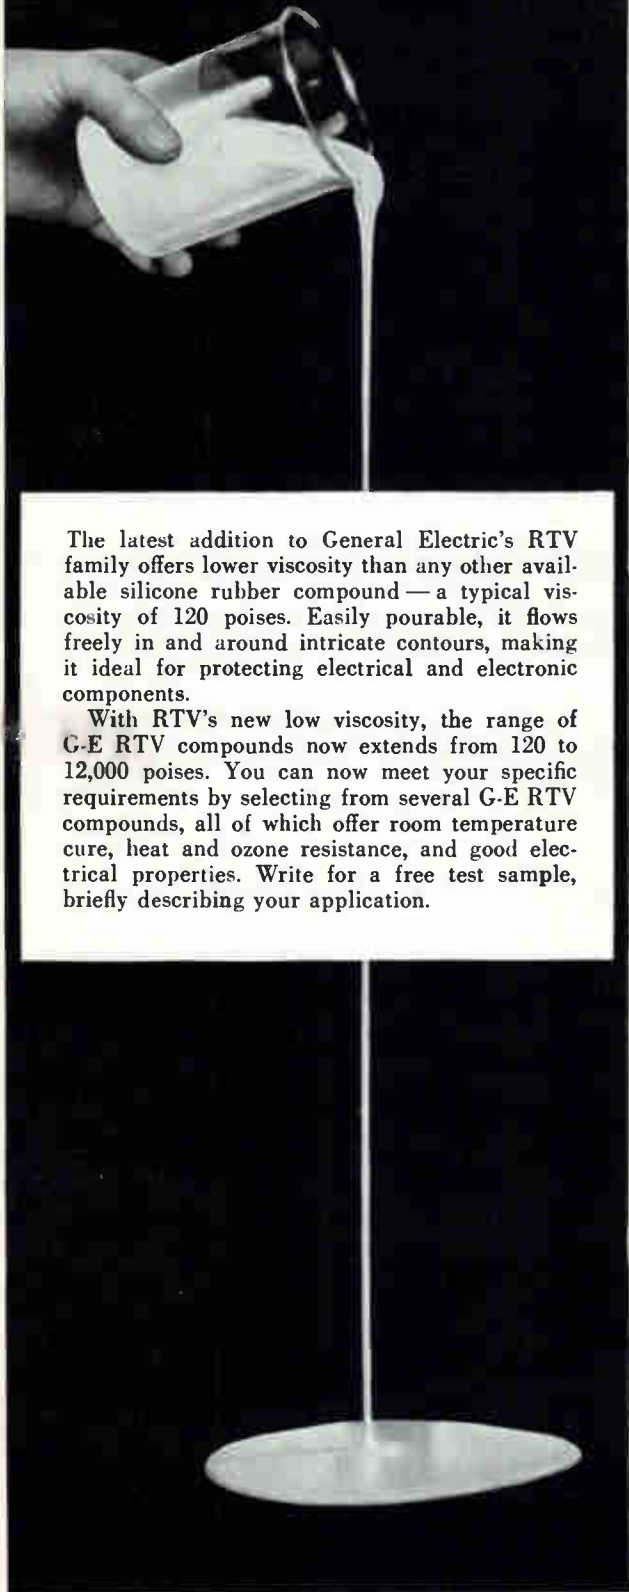 The latest addition to General Electric's RTV
family offers lower viscosity than any other avail-
able silicone rubber compound — a typical vis-
cosity of 120 poises. Easily pourable, it flows
freely in and around intricate contours, making
it ideal for protecting electrical and electronic
components.
With RTV's new low viscosity, the range of
G-E RTV compounds now extends from 120 to
12,000 poises. You can now meet your specific
requirements by selecting from several G-E RTV
compounds, all of which offer room temperature
cure, heat and ozone resistance, and good elec-
trical properties. Write for a free test sample,
briefly describing your application.